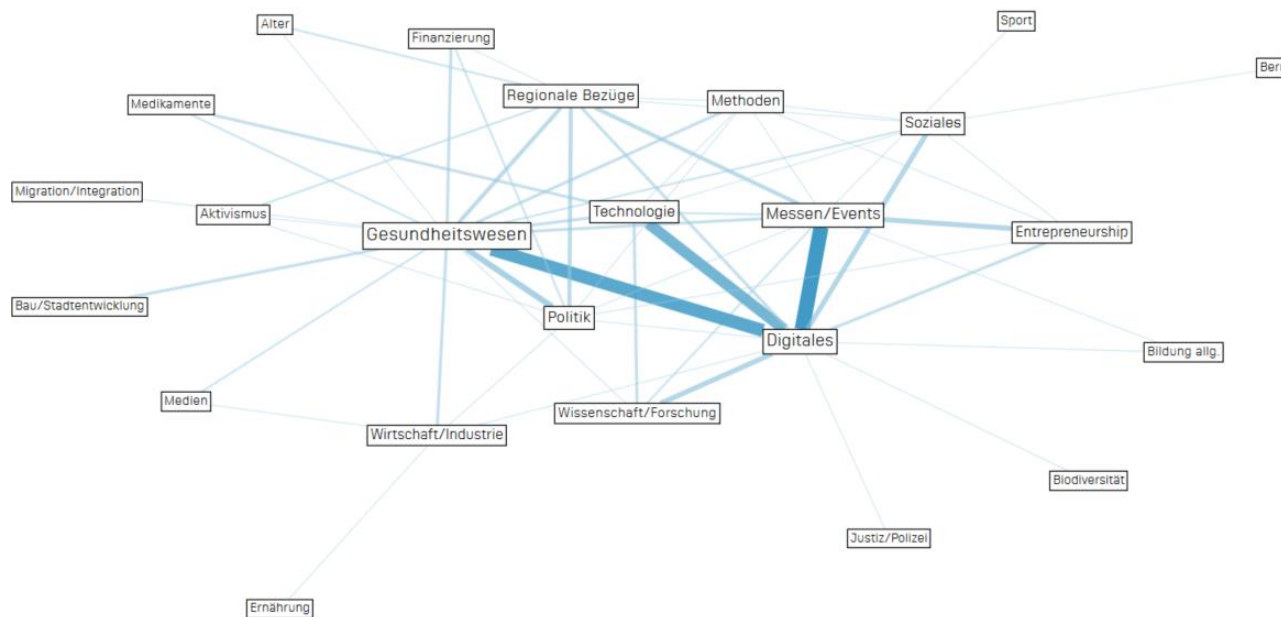 Sport
Alter
Finanzierung
Regionale Bezüge
Methoden
Medikamente
Soziales
Migration/Integration
Aktivismus
Technologie
Messen/Events
Gesundheitswesen
Entrepreneurship
Bau/Stadtentwicklung
Politik
Digitales
Bildung allg.
Medien
Wissenschaft/Forschung
Wirtschaft/Industrie
Biodiversität
Justiz/Polizei
Ernährung